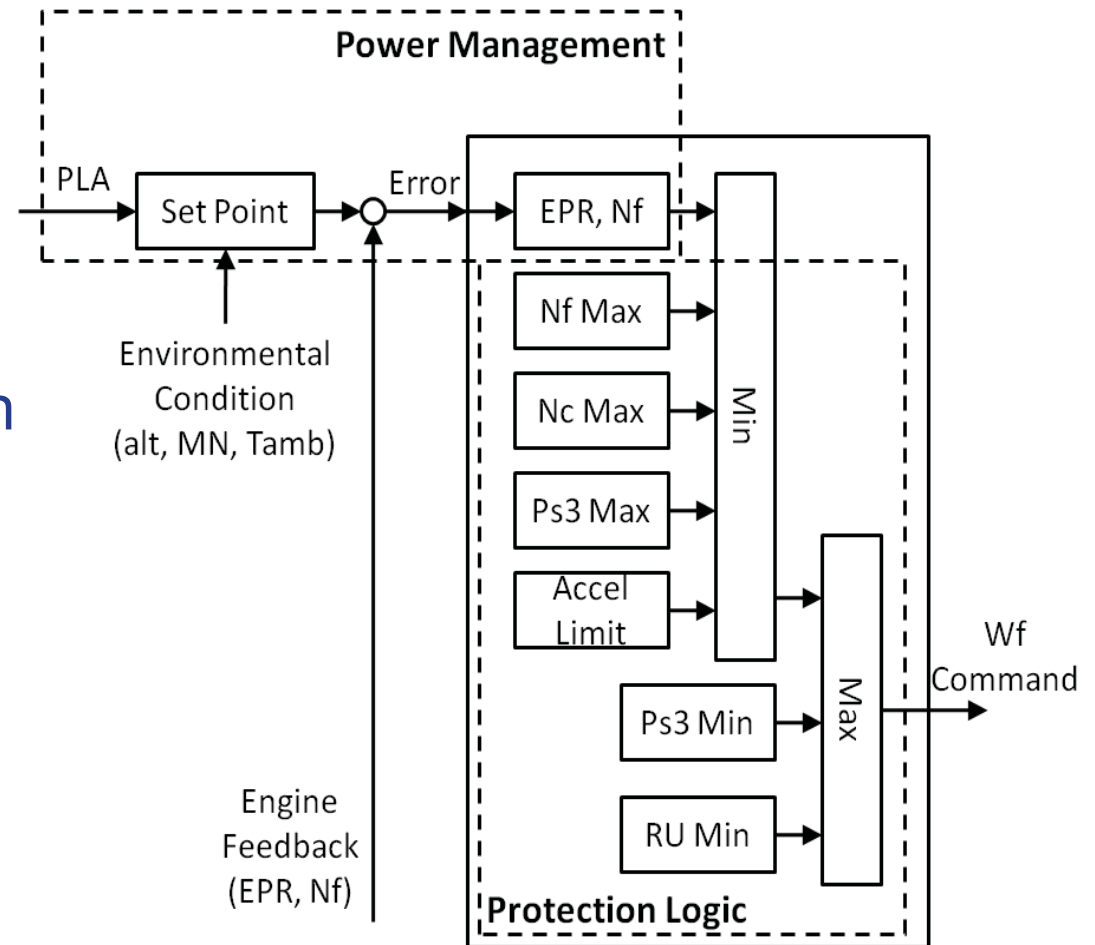 Power Management
PLA
Set Point
Error
EPR, Nf
Nf Max
Environmental
Condition
(alt, MN, Tamb)
n
Nc Max
Min
Ps3 Max
Accel
Limit
Wf
Command
Ps3 Min
Max
Engine
Feedback
(EPR, Nf)
RU Min
Protection Logic